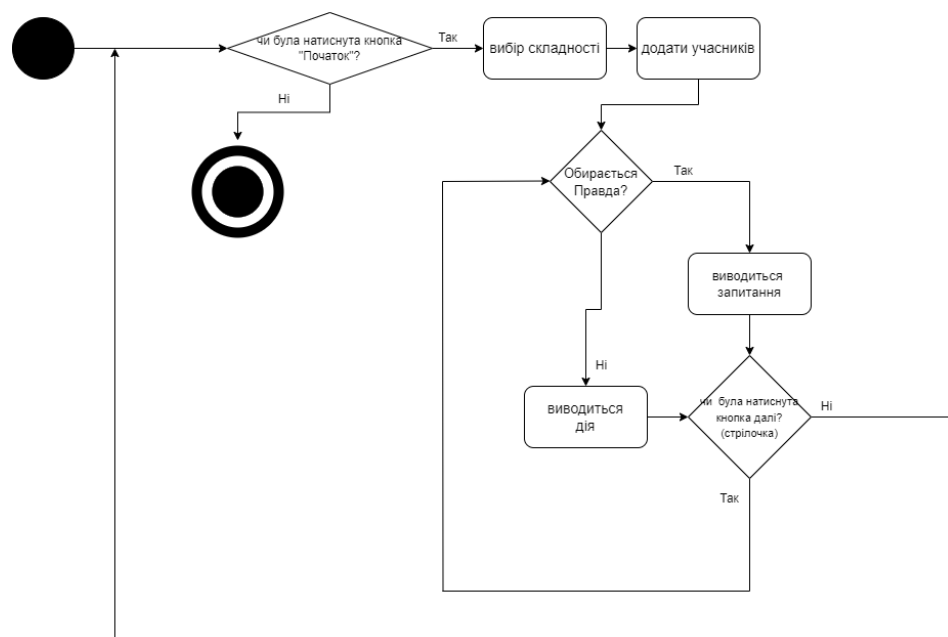 чи була натиснута кнопка
"Початок"?
Так
вибір складності
додати учасників
Ні
Обирається
Правда?
Так
виводиться
запитання
Ні
виводиться
дія
чи була натиснута
кнопка далі?
(стрілочка)
Ні
Так